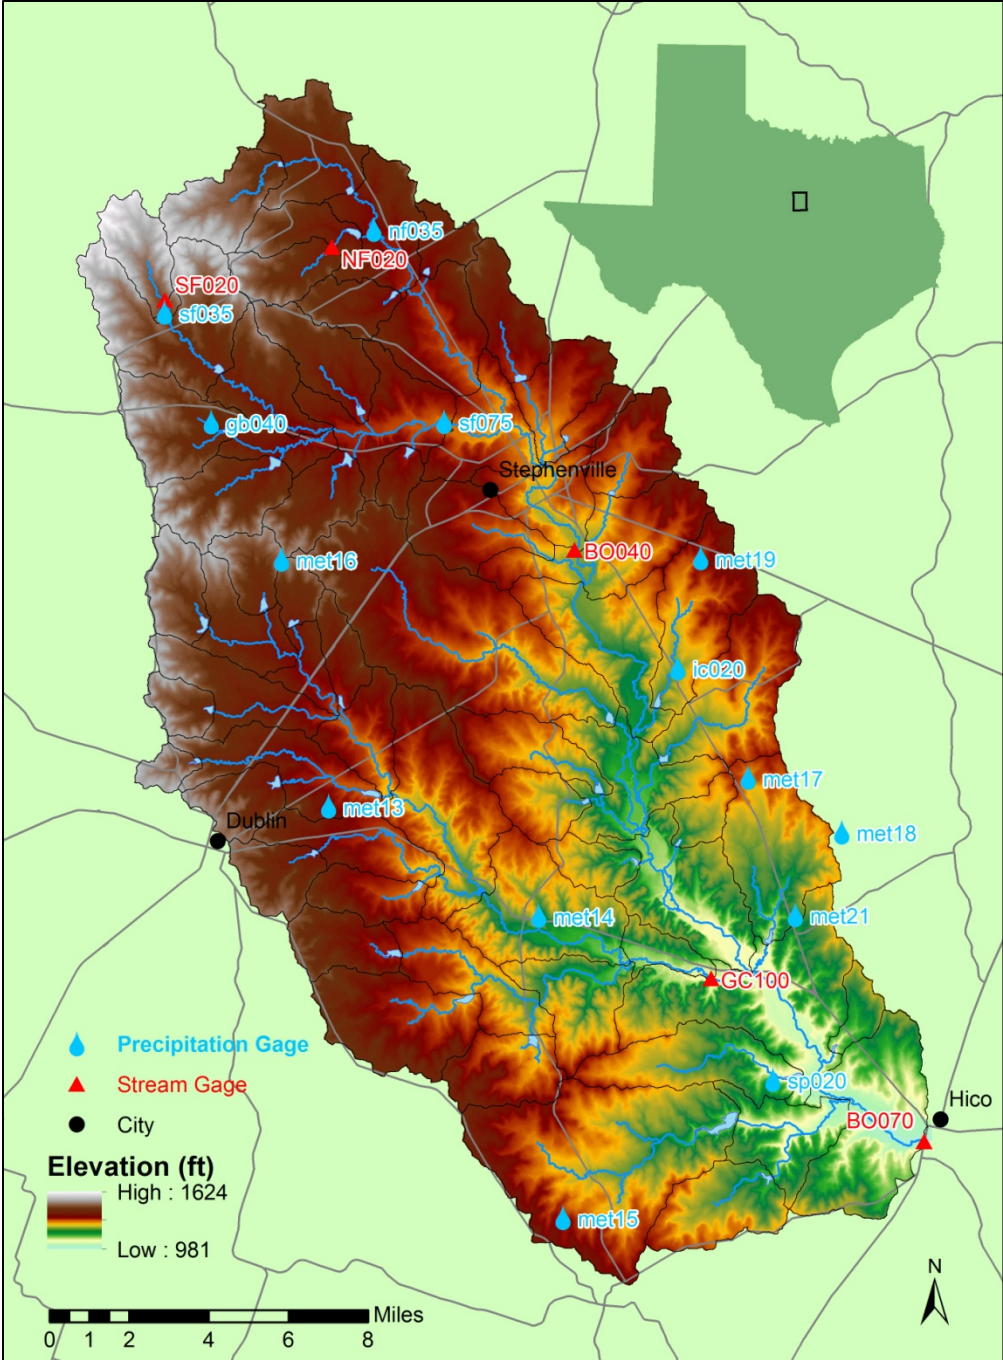 nf035
NF020
SF020
sf035
gb040
sf075
Stephenville
BO040
met16
met19
ic020
met17
met13
Dublin
met18
met14
met21
GC100
sp020
BO070
Hico
met15
Precipitation Gage
Stream Gage
City
Elevation (ft)
High : 1624
Low : 981
N
Miles
0 1 2 4 6 8